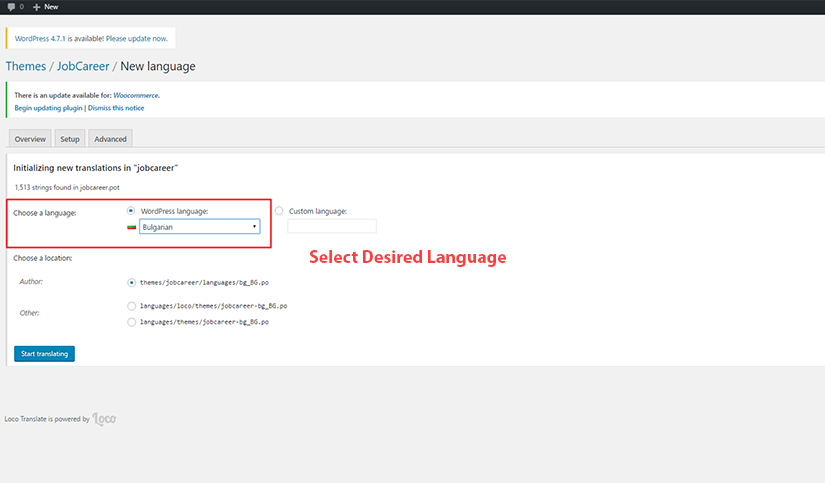 0 New
WordPress 4.7.1 is available! Please update now.
Themes / JobCareer / New language
There is an update available for: Woocommerce.
Begin updating plugin | Dismiss this notice
Overview Setup Advanced
Initializing new translations in "jobcareer"
1,513 strings found in jobcareer.pot
Choose a language: WordPress language: Custom language:
Bulgarian
Select Desired Language
Choose a location:
Author: themes/jobcareer/languages/bg_BG.po
languages/loco/themes/jobcareer-bg_BG.po
Other:
languages/themes/jobcareer-bg_BG.po
Start translating
Loco Translate is powered by Loco